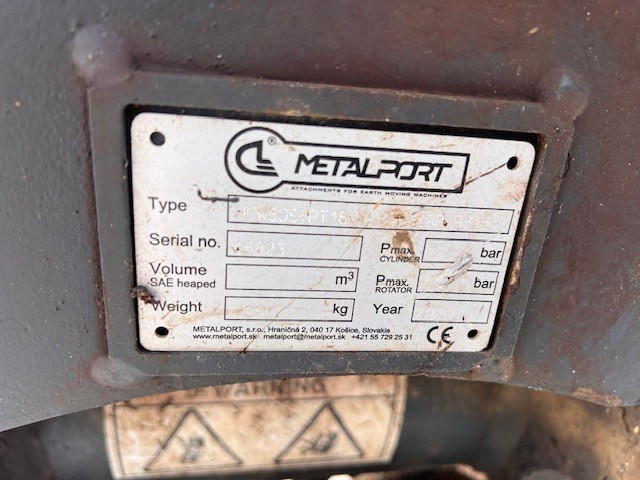 METALPORT
ATTACHMENTS FOR EARTH MOVING MACHINES
Type
Serial no.
Pmax. CYLINDER bar
Volume SAE heaped m³
Pmax. ROTATOR bar
Weight kg
Year
METALPORT, s.r.o., Hraničná 2, 040 17 Košice, Slovakia
www.metalport.sk metalport@metalport.sk +421 55 729 25 31
CE
WARNING